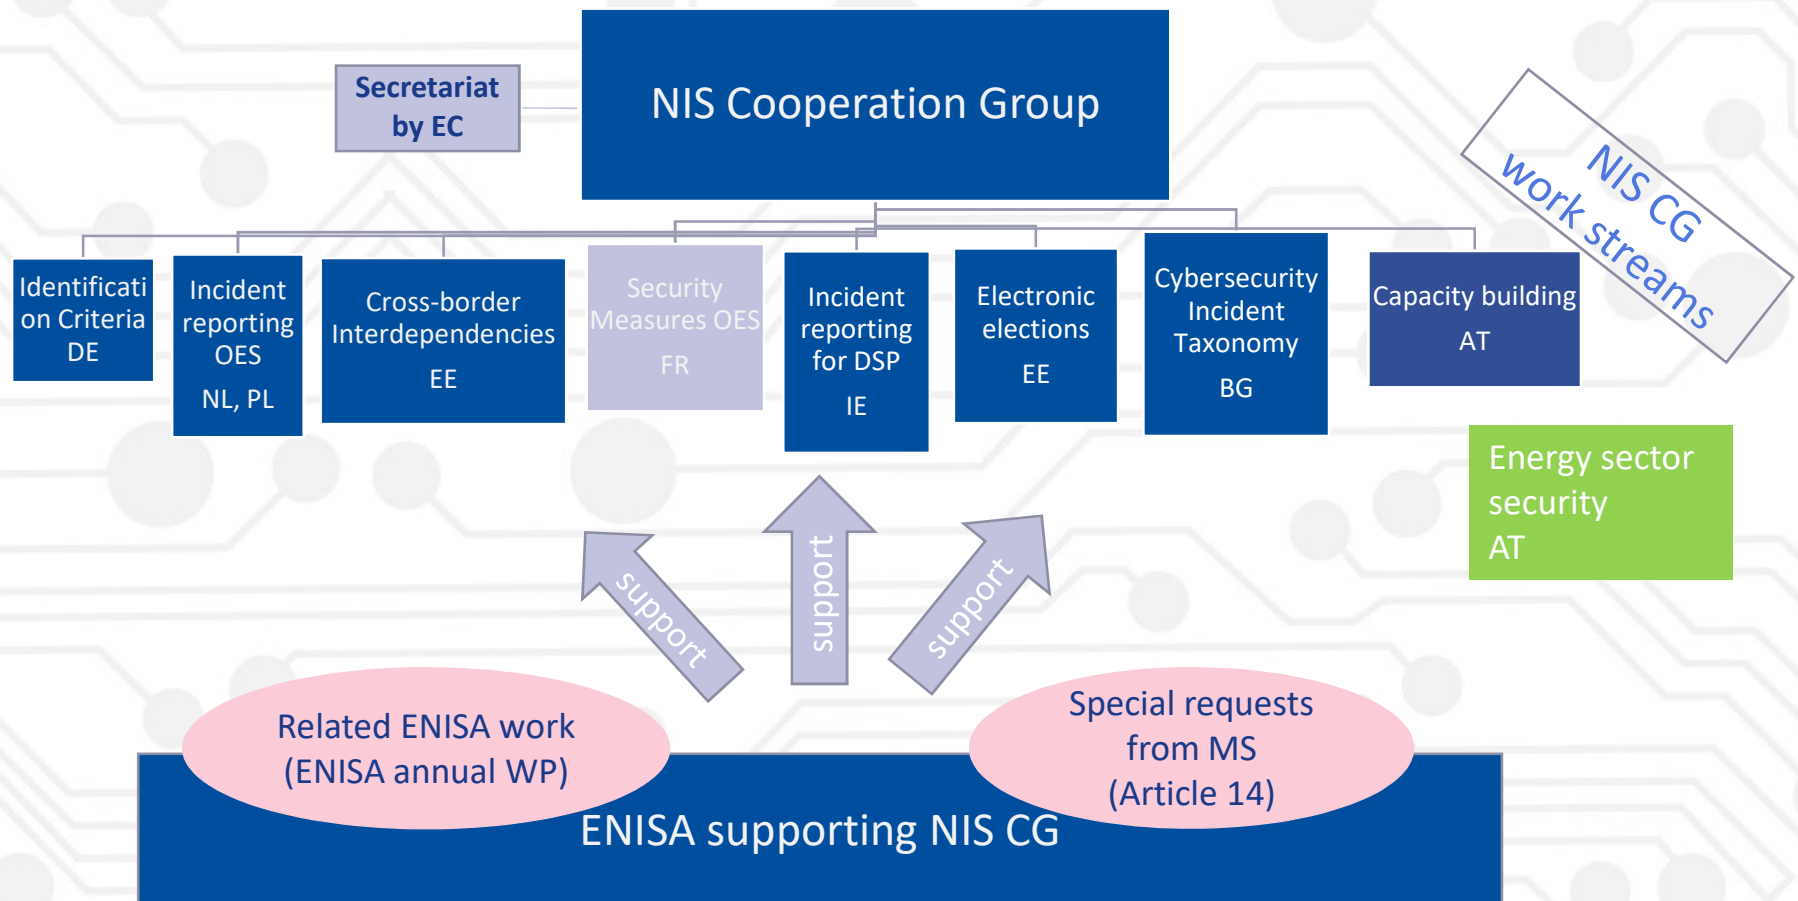 Secretariat
by EC
NIS Cooperation Group
NIS CG
work streams
Identificati
on Criteria
DE
Incident
reporting
OES
NL, PL
Cross-border
Interdependencies
EE
Security
Measures OES
FR
Incident
reporting
for DSP
IE
Electronic
elections
EE
Cybersecurity
Incident
Taxonomy
BG
Capacity building
AT
Energy sector
security
AT
support
support
support
Related ENISA work
(ENISA annual WP)
Special requests
from MS
(Article 14)
ENISA supporting NIS CG